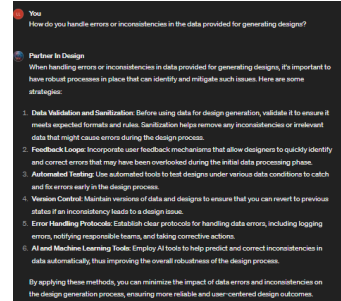 You
How do you handle errors or inconsistencies in the data provided for generating designs?
Partner In Design
When handling errors or inconsistencies in data provided for generating designs, it's important to
have robust processes in place that can identify and mitigate such issues. Here are some
strategies:
1. Data Validation and Sanitization: Before using data for design generation, validate it to ensure it
meets expected formats and rules. Sanitization helps remove any inconsistencies or irrelevant
data that might cause errors during the design process.
2. Feedback Loops: Incorporate user feedback mechanisms that allow designers to quickly identify
and correct errors that may have been overlooked during the initial data processing phase.
3. Automated Testing: Use automated tools to test designs under various data conditions to catch
and fix errors early in the design process.
4. Version Control: Maintain versions of data and designs to ensure that you can revert to previous
states if an inconsistency leads to a design issue.
5. Error Handling Protocols: Establish clear protocols for handling data errors, including logging
errors, notifying responsible teams, and taking corrective actions.
6. AI and Machine Learning Tools: Employ AI tools to help predict and correct inconsistencies in
data automatically, thus improving the overall robustness of the design process.
By applying these methods, you can minimize the impact of data errors and inconsistencies on
the design generation process, ensuring more reliable and user-centered design outcomes.